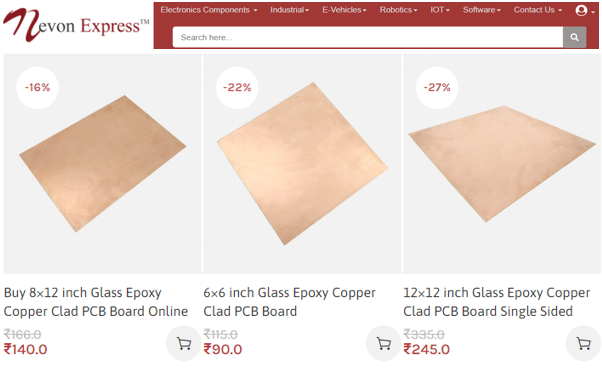 Nevon Express™
Electronics Components Industrial E-Vehicles Robotics IOT Software Contact Us
Search here...
-16%
-22%
-27%
Buy 8×12 inch Glass Epoxy
Copper Clad PCB Board Online
₹166.0
₹140.0
6×6 inch Glass Epoxy Copper
Clad PCB Board
₹115.0
₹90.0
12×12 inch Glass Epoxy Copper
Clad PCB Board Single Sided
₹335.0
₹245.0